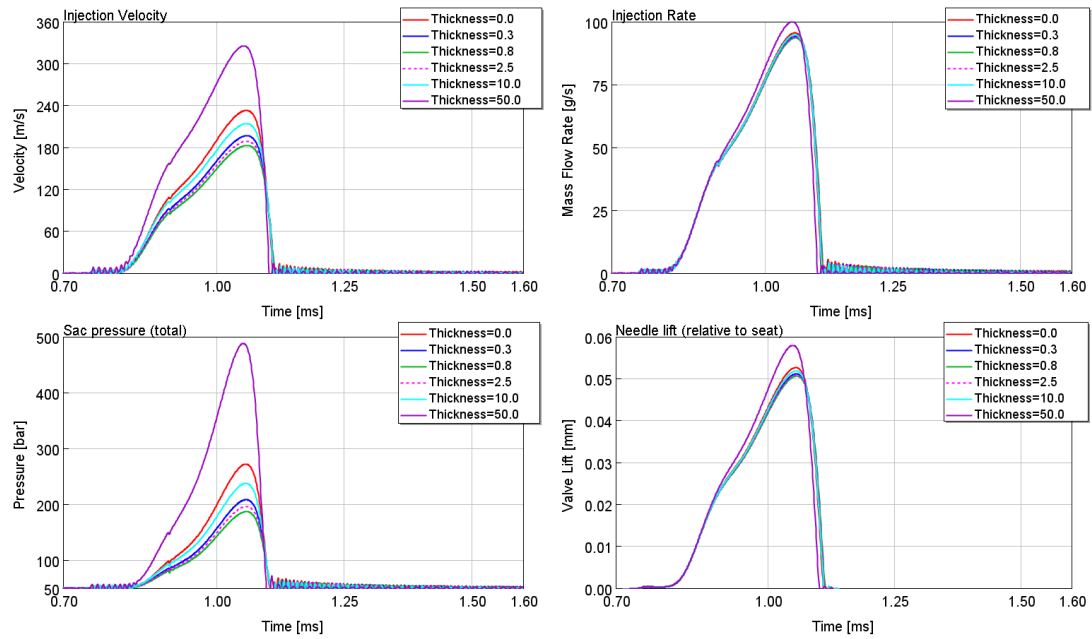 Injection Velocity
360
300
240
180
120
60
0
Velocity [m/s]
0.70
1.00
1.25
1.60
Time [ms]
Thickness=0.0
Thickness=0.3
Thickness=0.8
Thickness=2.5
Thickness=10.0
Thickness=50.0
Injection Rate
100
75
50
25
0
Mass Flow Rate [g/s]
0.70
1.00
1.25
1.60
Time [ms]
Thickness=0.0
Thickness=0.3
Thickness=0.8
Thickness=2.5
Thickness=10.0
Thickness=50.0
Sac pressure (total)
500
400
300
200
100
50
Pressure [bar]
0.70
1.00
1.25
1.60
Time [ms]
Thickness=0.0
Thickness=0.3
Thickness=0.8
Thickness=2.5
Thickness=10.0
Thickness=50.0
Needle lift (relative to seat)
0.06
0.05
0.04
0.03
0.02
0.01
0.00
Valve Lift [mm]
0.70
1.00
1.25
1.60
Time [ms]
Thickness=0.0
Thickness=0.3
Thickness=0.8
Thickness=2.5
Thickness=10.0
Thickness=50.0